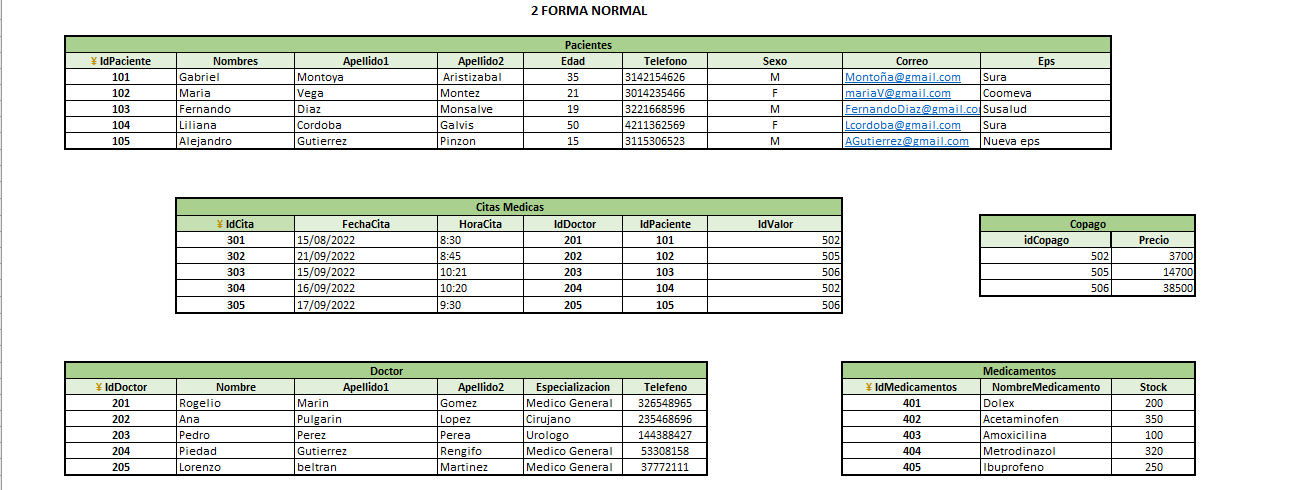 2 FORMA NORMAL
Pacientes
¥ IdPaciente Nombres Apellido1 Apellido2 Edad Telefono Sexo Correo Eps
101 Gabriel Montoya Aristizabal 35 3142154626 M Montoña@gmail.com Sura
102 Maria Vega Montez 21 3014235466 F mariaV@gmail.com Coomeva
103 Fernando Diaz Monsalve 19 3221668596 M FernandoDiaz@gmail.co Susalud
104 Liliana Cordoba Galvis 50 4211362569 F Lcordoba@gmail.com Sura
105 Alejandro Gutierrez Pinzon 15 3115306523 M AGutierrez@gmail.com Nueva eps
Citas Medicas
¥ IdCita FechaCita HoraCita IdDoctor IdPaciente IdValor
301 15/08/2022 8:30 201 101 502
302 21/09/2022 8:45 202 102 505
303 15/09/2022 10:21 203 103 506
304 16/09/2022 10:20 204 104 502
305 17/09/2022 9:30 205 105 506
Copago
idCopago Precio
502 3700
505 14700
506 38500
Doctor
¥ IdDoctor Nombre Apellido1 Apellido2 Especializacion Telefeno
201 Rogelio Marin Gomez Medico General 326548965
202 Ana Pulgarin Lopez Cirujano 235468696
203 Pedro Perez Perea Urologo 144388427
204 Piedad Gutierrez Rengifo Medico General 53308158
205 Lorenzo beltran Martinez Medico General 37772111
Medicamentos
¥ IdMedicamentos NombreMedicamento Stock
401 Dolex 200
402 Acetaminofen 350
403 Amoxicilina 100
404 Metrodinazol 320
405 Ibuprofeno 250